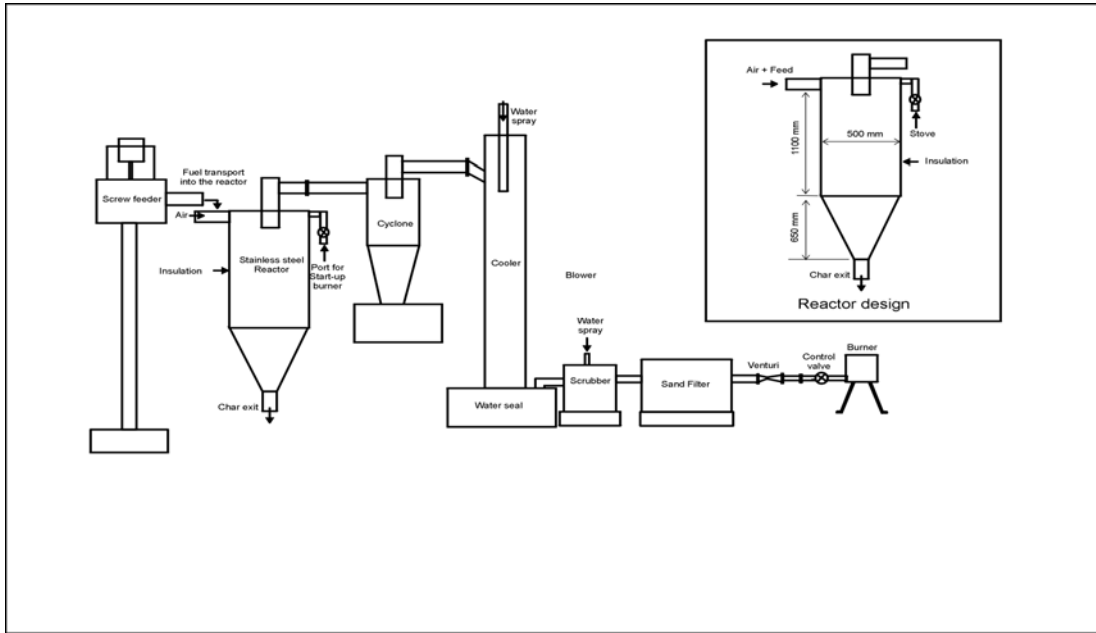 Screw feeder
Fuel transport
into the reactor
Air
Insulation
Stainless steel
Reactor
Char exit
Port for
Start-up
burner
Cyclone
Water
spray
Cooler
Water seal
Blower
Water
spray
Scrubber
Sand Filter
Venturi
Control
valve
Burner
Air + Feed
1100 mm
500 mm
Stove
Insulation
650 mm
Char exit
Reactor design